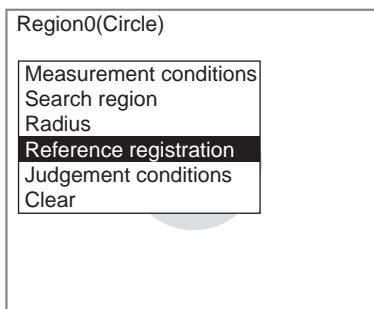 Region0(Circle)
Measurement conditions
Search region
Radius
Reference registration
Judgement conditions
Clear